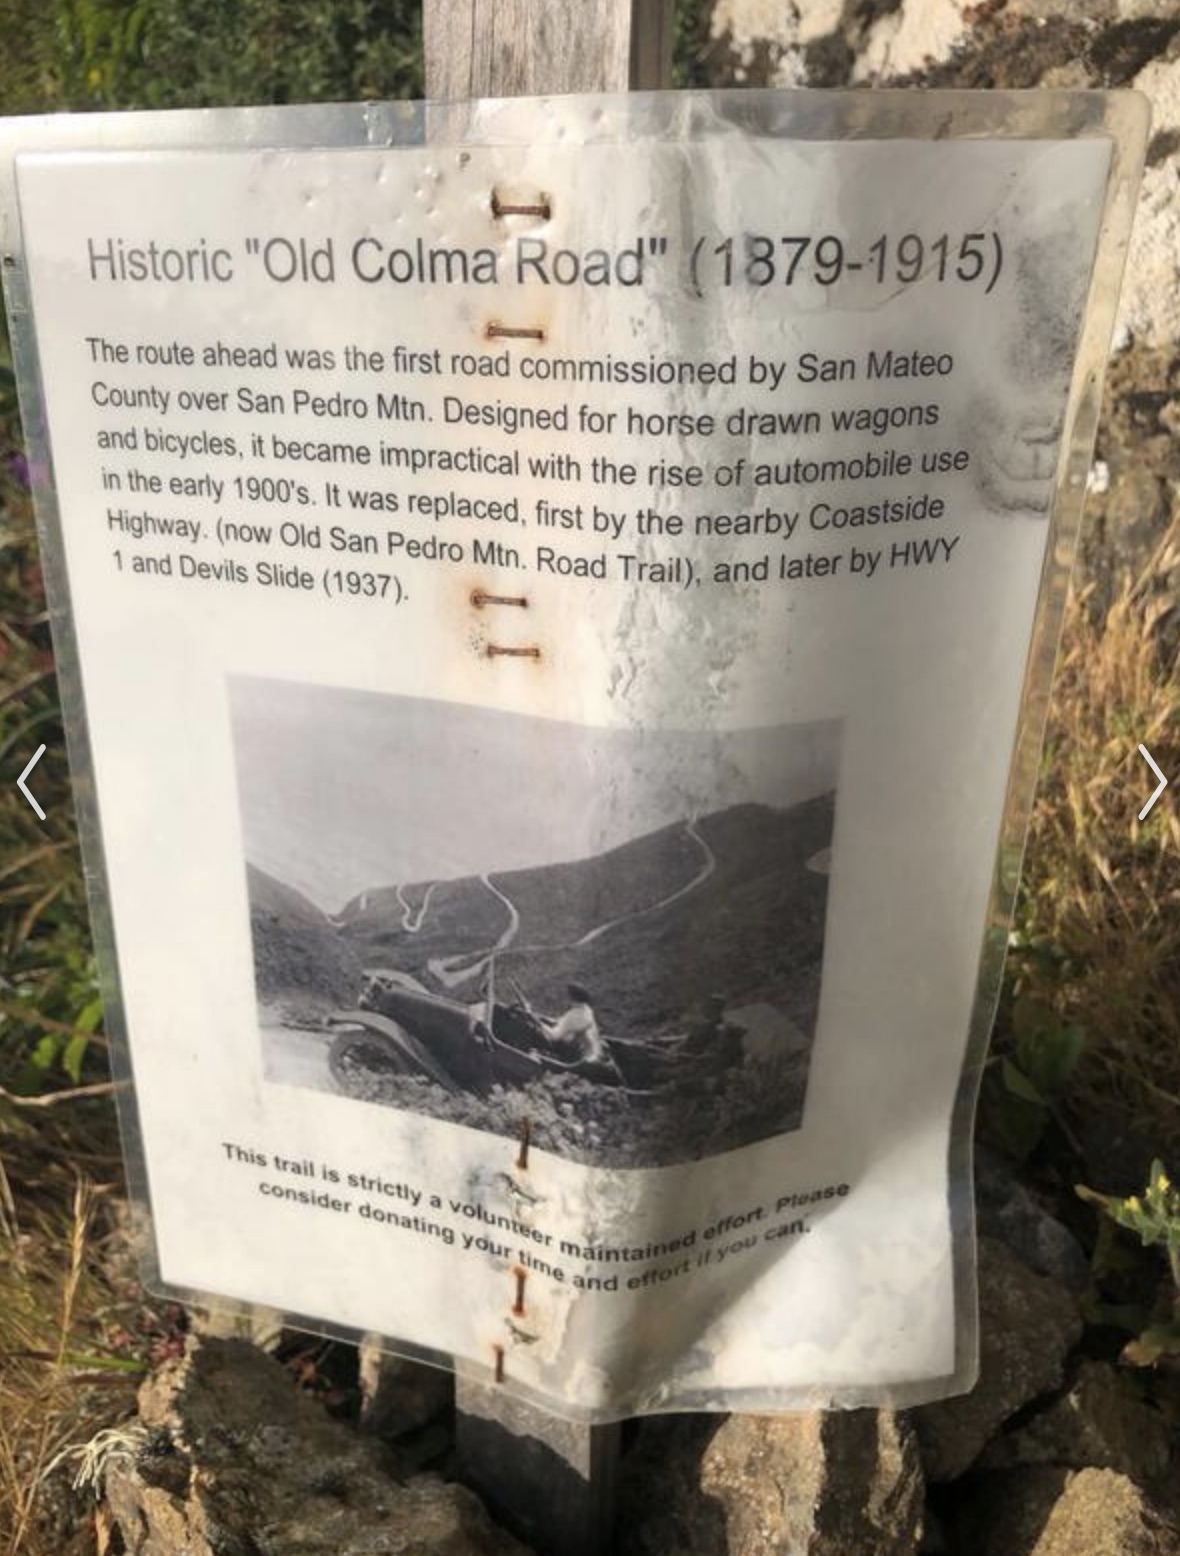 Historic "Old Colma Road" (1879-1915)
The route ahead was the first road commissioned by San Mateo
County over San Pedro Mtn. Designed for horse drawn wagons
and bicycles, it became impractical with the rise of automobile use
in the early 1900's. It was replaced, first by the nearby Coastside
Highway. (now Old San Pedro Mtn. Road Trail), and later by HWY
1 and Devils Slide (1937).
This trail is strictly a volunteer maintained effort. Please
consider donating your time and effort if you can.